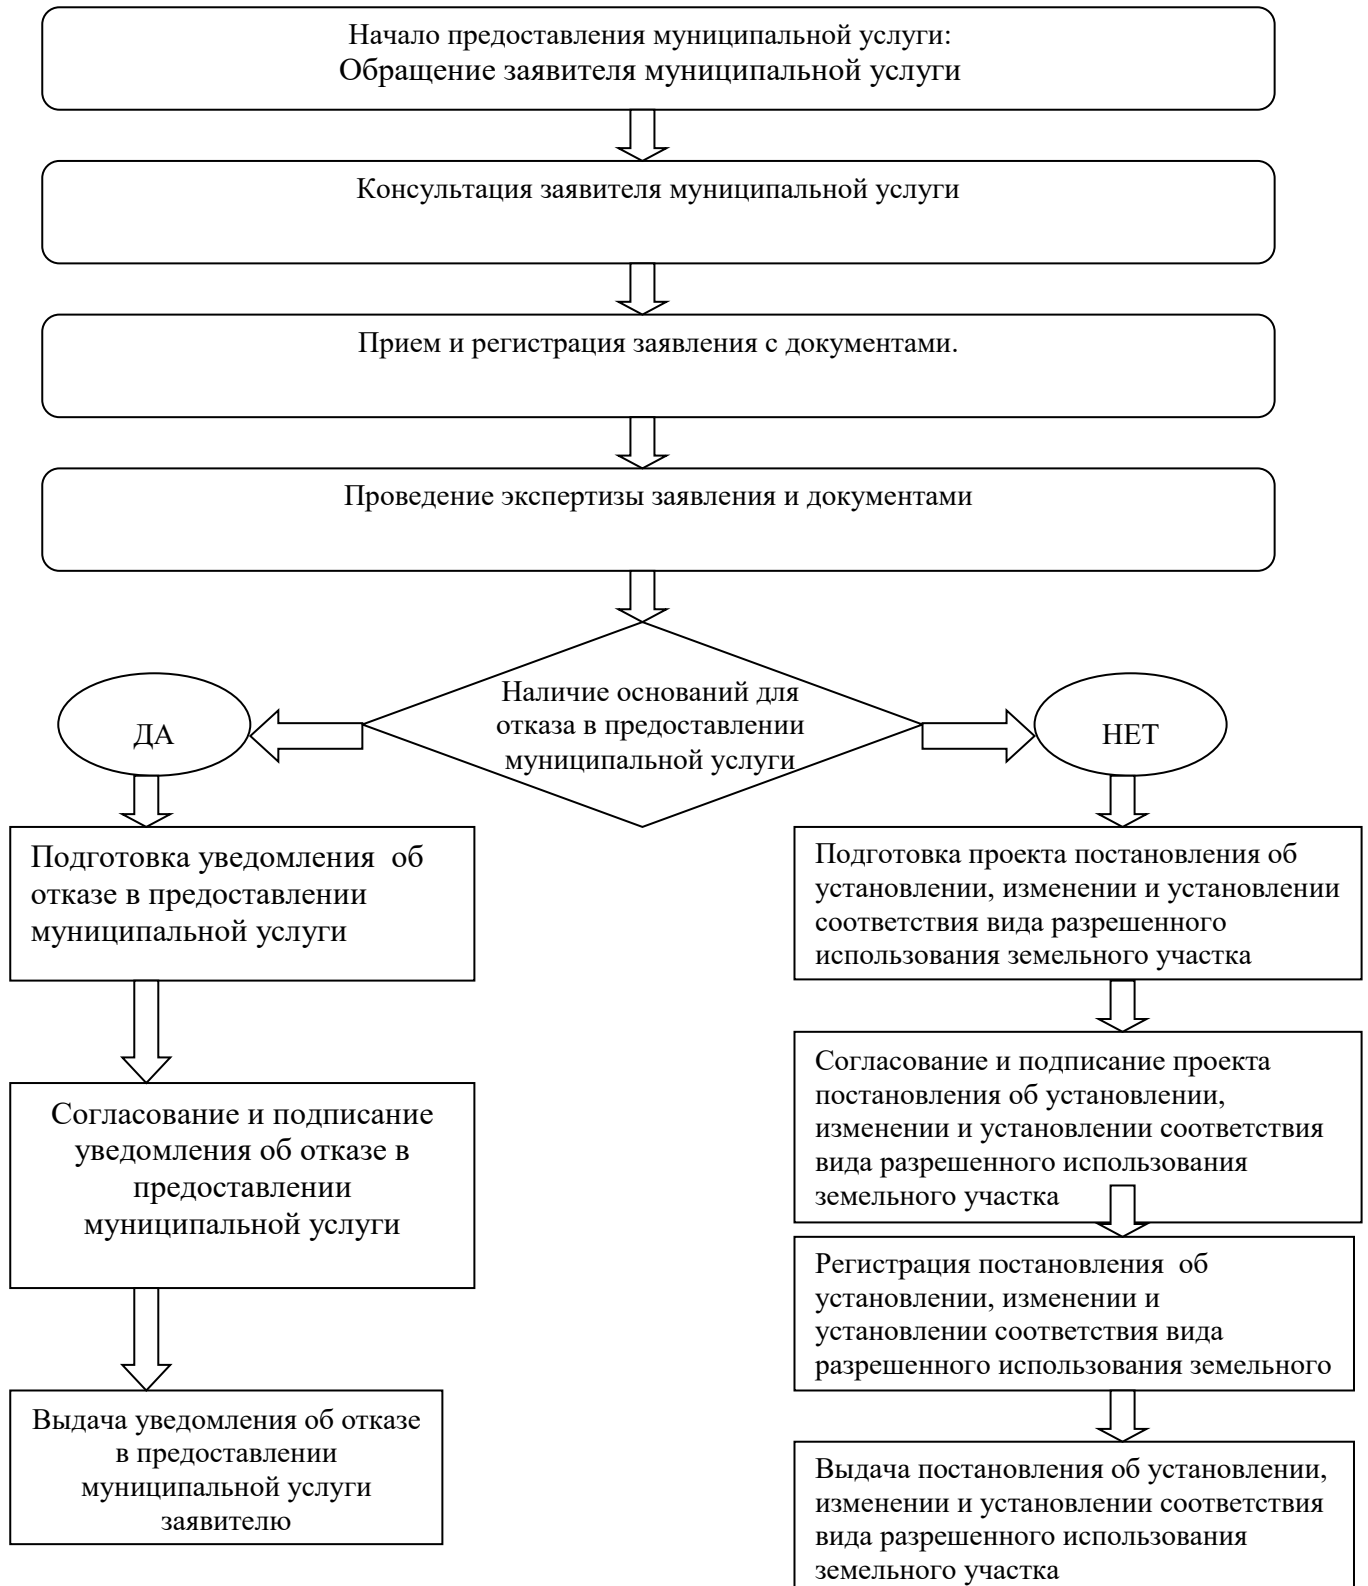 Начало предоставления муниципальной услуги:
Обращение заявителя муниципальной услуги
Консультация заявителя муниципальной услуги
Прием и регистрация заявления с документами.
Проведение экспертизы заявления и документами
Наличие оснований для
отказа в предоставлении
муниципальной услуги
ДА
НЕТ
Подготовка уведомления  об
отказе в предоставлении
муниципальной услуги
Согласование и подписание
уведомления об отказе в
предоставлении
муниципальной услуги
Выдача уведомления об отказе
в предоставлении
муниципальной услуги
заявителю
Подготовка проекта постановления об
установлении, изменении и установлении
соответствия вида разрешенного
использования земельного участка
Согласование и подписание проекта
постановления об установлении,
изменении и установлении соответствия
вида разрешенного использования
земельного участка
Регистрация постановления  об
установлении, изменении и
установлении соответствия вида
разрешенного использования земельного
Выдача постановления об установлении,
изменении и установлении соответствия
вида разрешенного использования
земельного участка